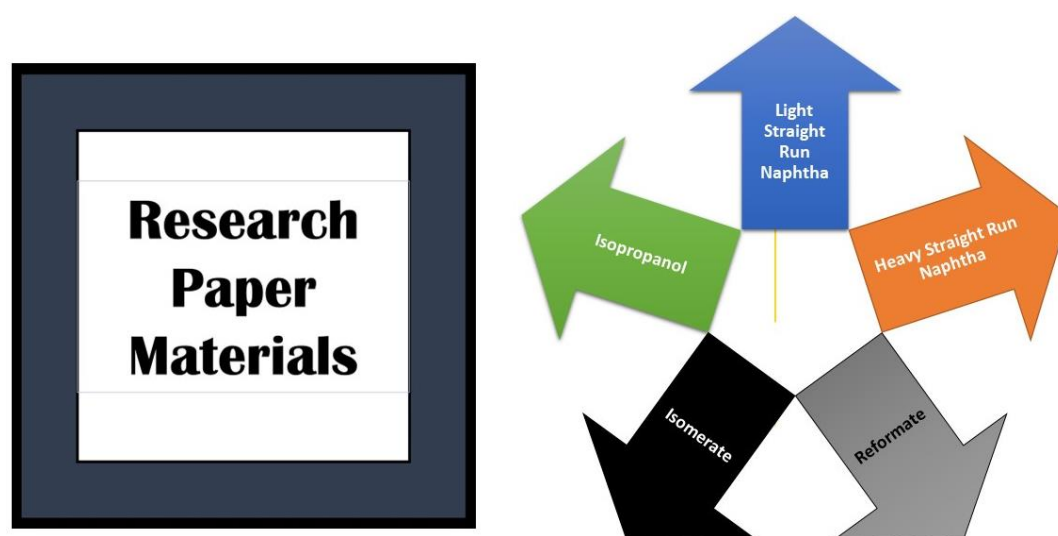 Research
Paper
Materials
Light
Straight
Run
Naphtha
Heavy Straight Run
Naphtha
Isopropanol
Isomerate
Reformate